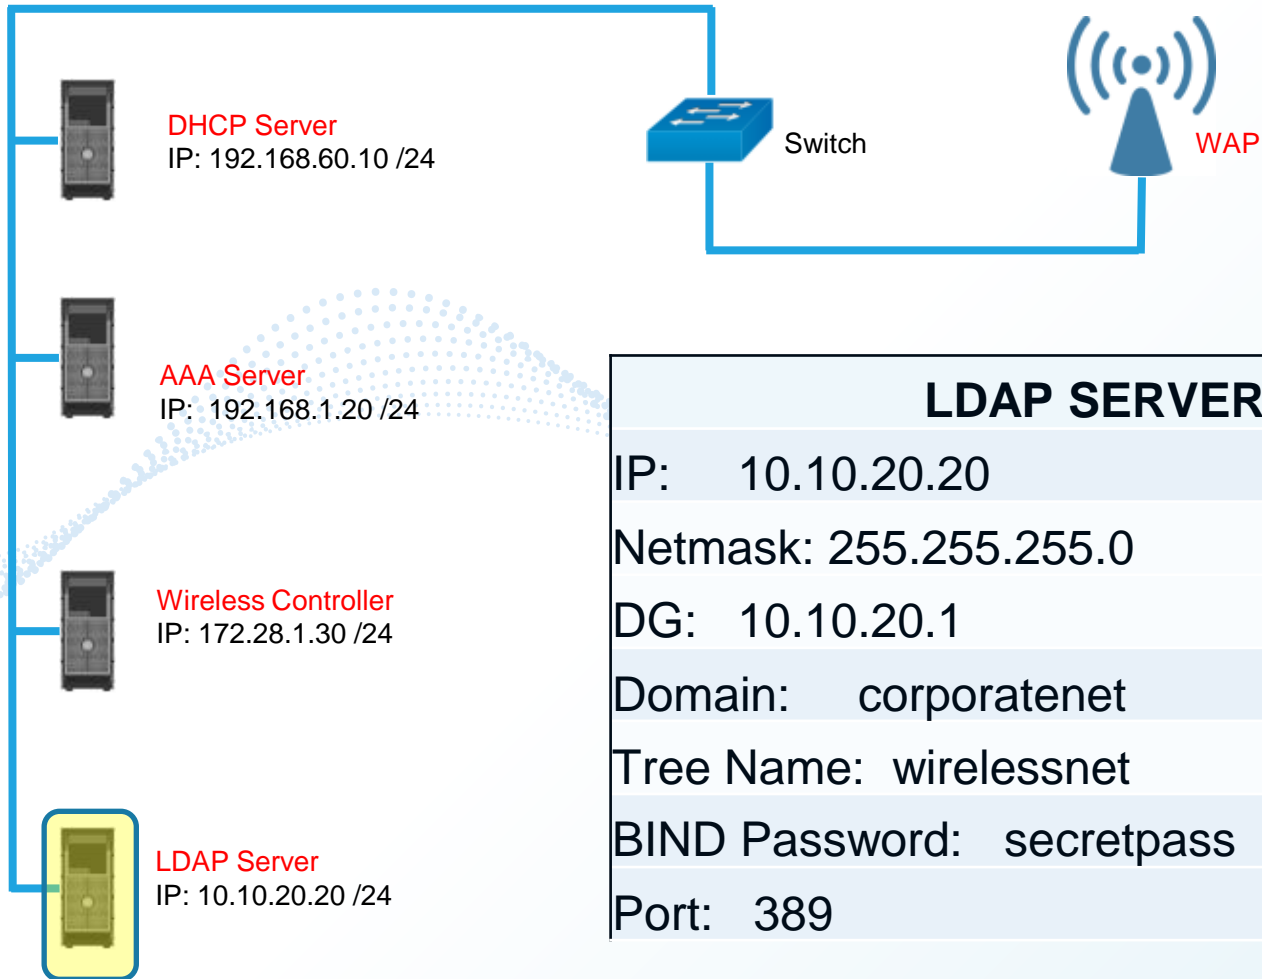 DHCP Server
IP: 192.168.60.10 /24
Switch
WAP
AAA Server
IP: 192.168.1.20 /24
Wireless Controller
IP: 172.28.1.30 /24
LDAP Server
IP: 10.10.20.20 /24
LDAP SERVER
IP: 10.10.20.20
Netmask: 255.255.255.0
DG: 10.10.20.1
Domain: corporatenet
Tree Name: wirelessnet
BIND Password: secretpass
Port: 389